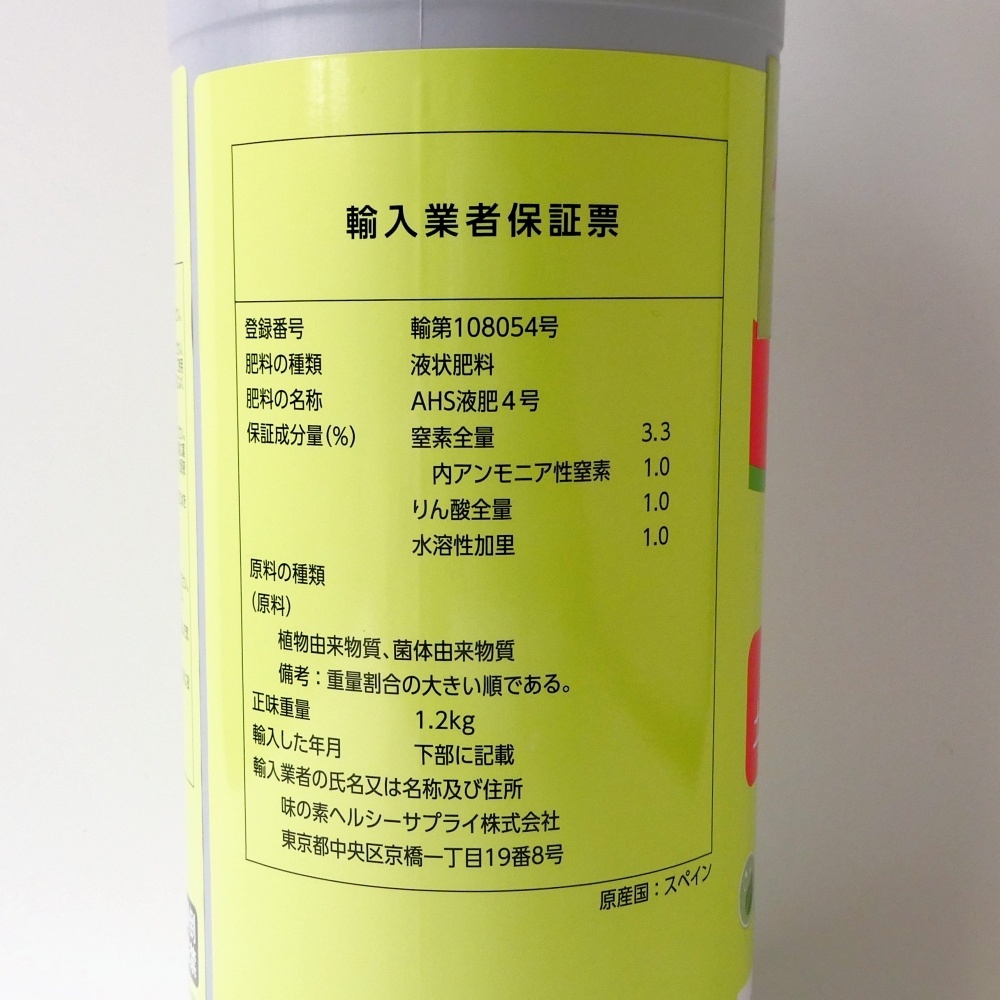 輸入業者保証票
登録番号 輸第108054号
肥料の種類 液状肥料
肥料の名称 AHS液肥4号
保証成分量(%) 窒素全量 3.3
内アンモニア性窒素 1.0
りん酸全量 1.0
水溶性加里 1.0
原料の種類
(原料)
植物由来物質、菌体由来物質
備考：重量割合の大きい順である。
正味重量 1.2kg
輸入した年月 下部に記載
輸入業者の氏名又は名称及び住所
味の素ヘルシーサプライ株式会社
東京都中央区京橋一丁目19番8号
原産国：スペイン